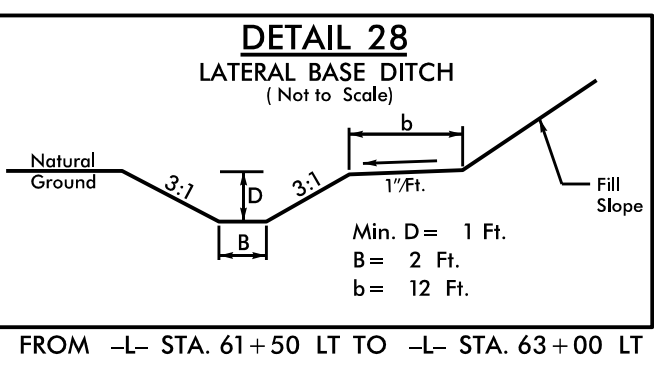 DETAIL 28
LATERAL BASE DITCH
( Not to Scale)
b
Natural
Ground
3:1
D
3:1
1"/Ft.
Fill
Slope
B
Min. D = 1 Ft.
B = 2 Ft.
b = 12 Ft.
FROM -L- STA. 61+50 LT TO -L- STA. 63+00 LT